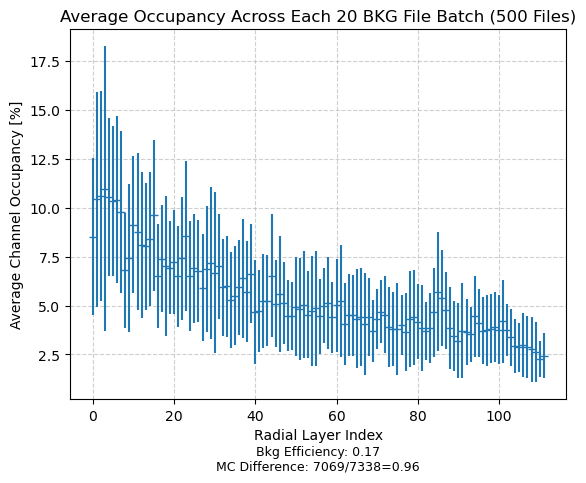 Average Occupancy Across Each 20 BKG File Batch (500 Files)
Average Channel Occupancy [%]
17.5
15.0
12.5
10.0
7.5
5.0
2.5
0 20 40 60 80 100
Radial Layer Index
Bkg Efficiency: 0.17
MC Difference: 7069/7338=0.96